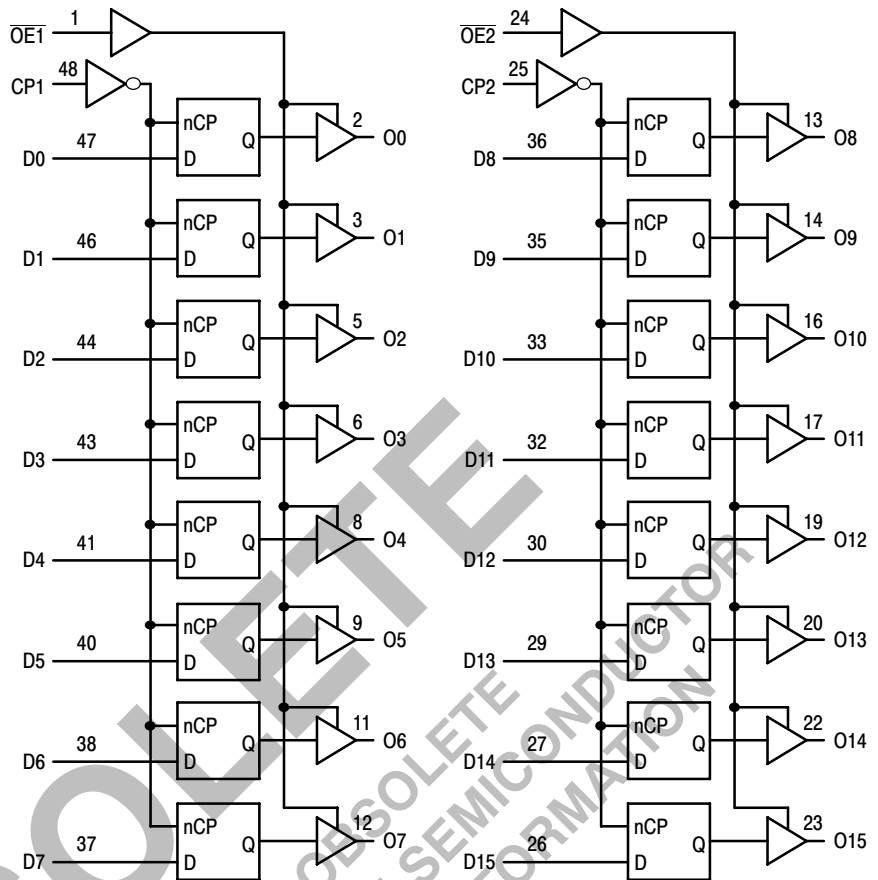 OE1 1
CP1 48
nCP
D Q
D0 47
2 O0
nCP
D Q
D1 46
3 O1
nCP
D Q
D2 44
5 O2
nCP
D Q
D3 43
6 O3
nCP
D Q
D4 41
8 O4
nCP
D Q
D5 40
9 O5
nCP
D Q
D6 38
11 O6
nCP
D Q
D7 37
12 O7
OE2 24
CP2 25
nCP
D Q
D8 36
13 O8
nCP
D Q
D9 35
14 O9
nCP
D Q
D10 33
16 O10
nCP
D Q
D11 32
17 O11
nCP
D Q
D12 30
19 O12
nCP
D Q
D13 29
20 O13
nCP
D Q
D14 27
22 O14
nCP
D Q
D15 26
23 O15
SOLETE
OBSOLETE
SEMICONDUCTOR
FORMATION